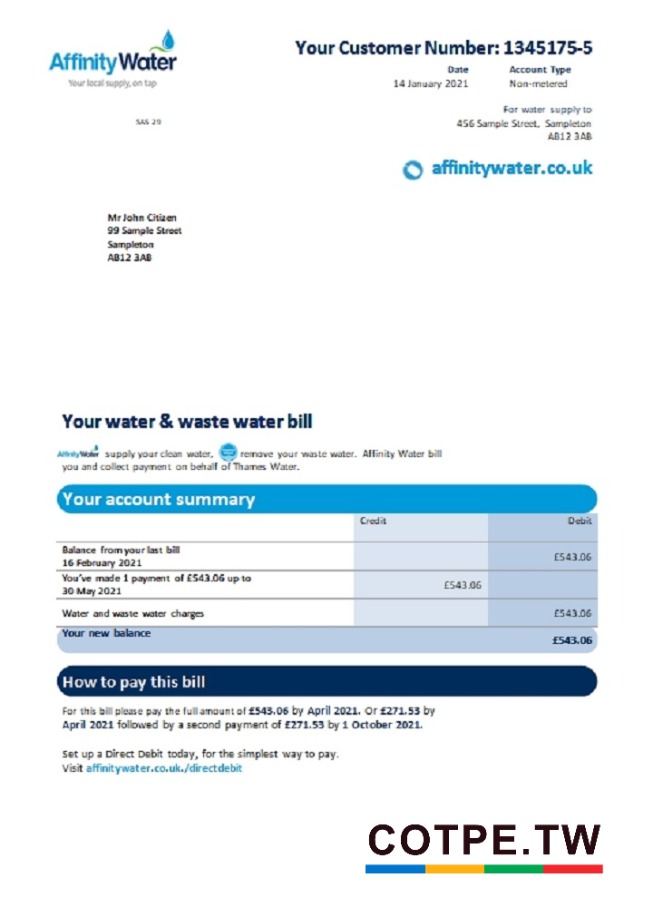 Affinity Water
Your local supply, on tap
Your Customer Number: 1345175-5
Date Account Type
14 January 2021 Non-metered
SAS 29
For water supply to
456 Sample Street, Sampleton
AB12 3AB
affinitywater.co.uk
Mr John Citizen
99 Sample Street
Sampleton
AB12 3AB
Your water & waste water bill
AffinityWater supply your clean water, remove your waste water. Affinity Water bill
you and collect payment on behalf of Thames Water.
Your account summary
Credit Debit
Balance from your last bill
16 February 2021 £543.06
You've made 1 payment of £543.06 up to
30 May 2021 £543.06
Water and waste water charges £543.06
Your new balance £543.06
How to pay this bill
For this bill please pay the full amount of £543.06 by April 2021. Or £271.53 by
April 2021 followed by a second payment of £271.53 by 1 October 2021.
Set up a Direct Debit today, for the simplest way to pay.
Visit affinitywater.co.uk./directdebit
COTPE.TW